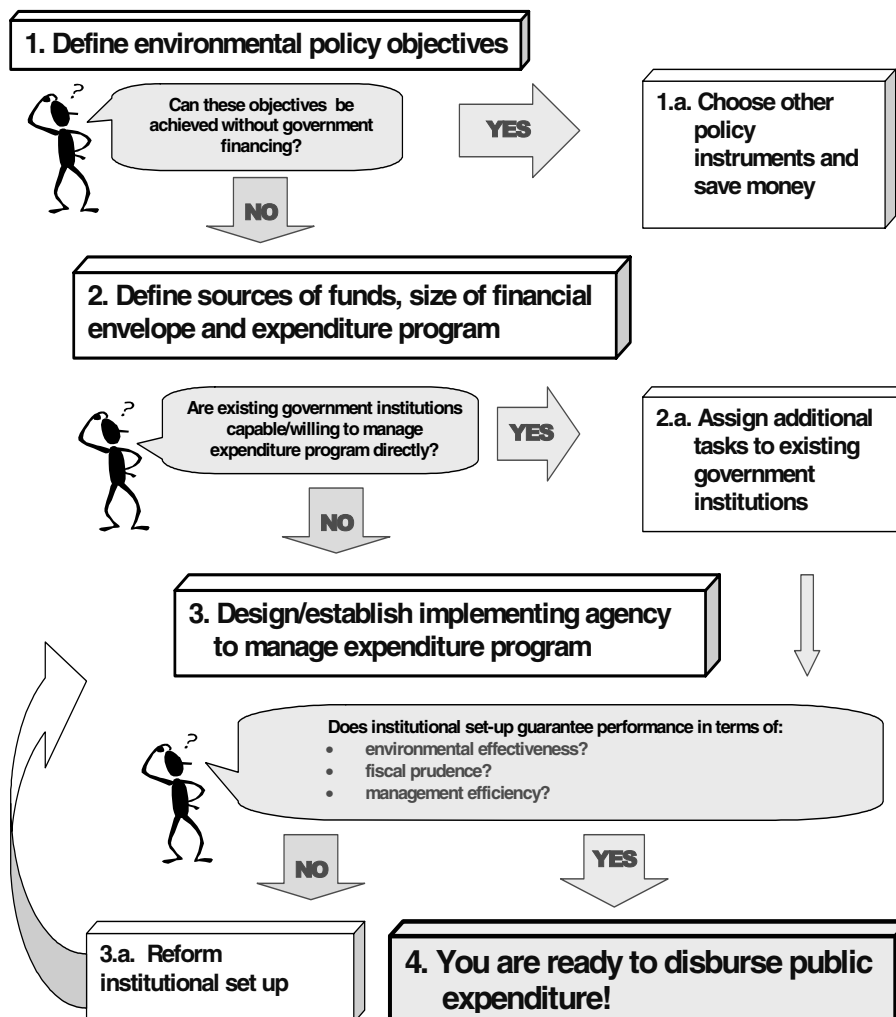 1. Define environmental policy objectives
?
Can these objectives be
achieved without government
financing?
YES
1.a. Choose other
policy
instruments and
save money
NO
2. Define sources of funds, size of financial
envelope and expenditure program
?
Are existing government institutions
capable/willing to manage
expenditure program directly?
YES
2.a. Assign additional
tasks to existing
government
institutions
NO
3. Design/establish implementing agency
to manage expenditure program
?
Does institutional set-up guarantee performance in terms of:
• environmental effectiveness?
• fiscal prudence?
• management efficiency?
NO
YES
3.a. Reform
institutional set up
4. You are ready to disburse public
expenditure!